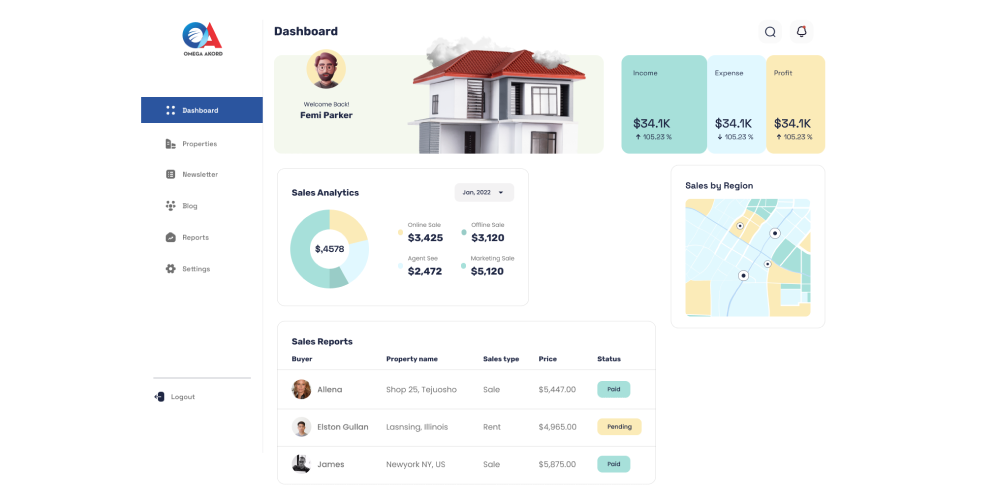 OMEGA AKORD
Dashboard
Properties
Newsletter
Blog
Reports
Settings
Logout
Dashboard
Welcome Back!
Femi Parker
Income
$34.1K
105.23 %
Expense
$34.1K
105.23 %
Profit
$34.1K
105.23 %
Sales Analytics
Jan, 2022
$,4578
Online Sale
$3,425
Offline Sale
$3,120
Agent See
$2,472
Marketing Sale
$5,120
Sales by Region
Sales Reports
Buyer Property name Sales type Price Status
Allena Shop 25, Tejuosho Sale $5,447.00 Paid
Elston Gullan Lasnsing, Illinois Rent $4,965.00 Pending
James Newyork NY, US Sale $5,875.00 Paid